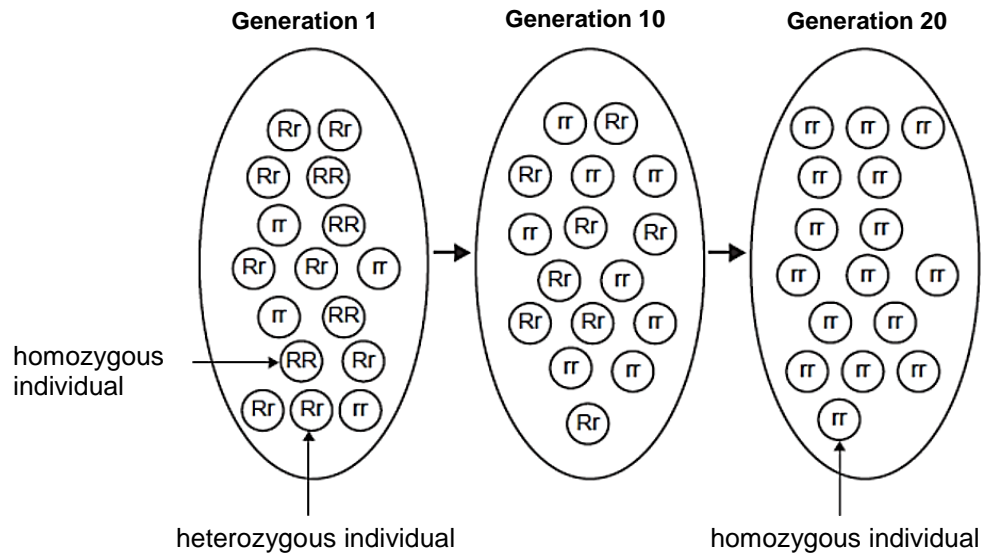 Generation 1 Generation 10 Generation 20
Rr Rr rr Rr rr rr rr
Rr RR Rr rr rr rr rr
rr RR rr Rr Rr rr rr
Rr Rr rr Rr rr rr rr rr
rr RR Rr Rr rr rr rr
homozygous
individual
RR Rr rr rr rr rr rr
Rr Rr rr Rr rr
heterozygous individual homozygous individual